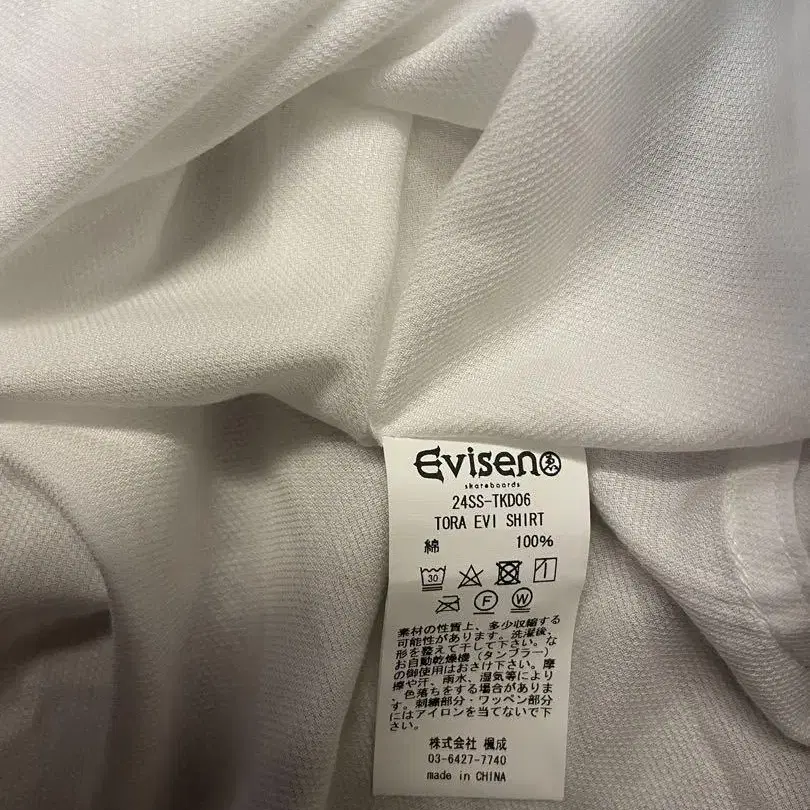 Evisen
skateboards
24SS-TKD06
TORA EVI SHIRT
綿 100%
30
F W
素材の性質上、多少収縮する
可能性があります。洗濯後、
形を整えて干して下さい。な
お自動乾燥機(タンブラー)
の御使用はおさけ下さい。摩
擦や汗、雨水、湿気等により
、色落ちをする場合がありま
す。刺繍部分・ワッペン部分
にはアイロンを当てないで下
さい。
株式会社 楓成
03-6427-7740
made in CHINA